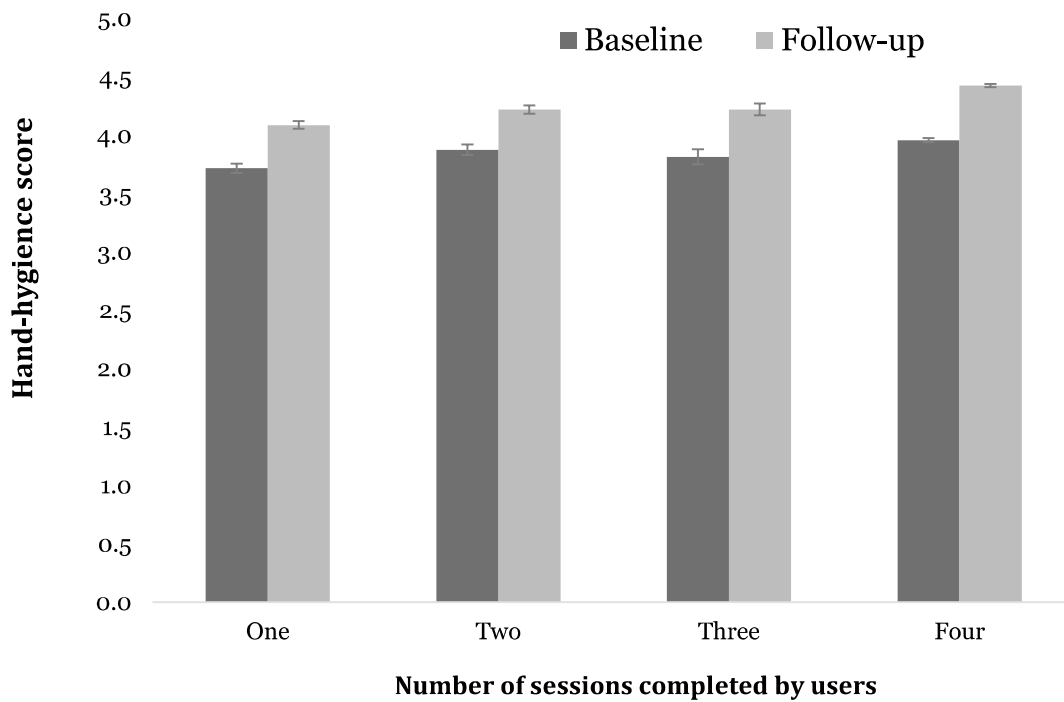 5.0
Baseline
Follow-up
4.5
4.0
3.5
3.0
2.5
2.0
1.5
1.0
0.5
0.0
Hand-hygience score
One
Two
Three
Four
Number of sessions completed by users